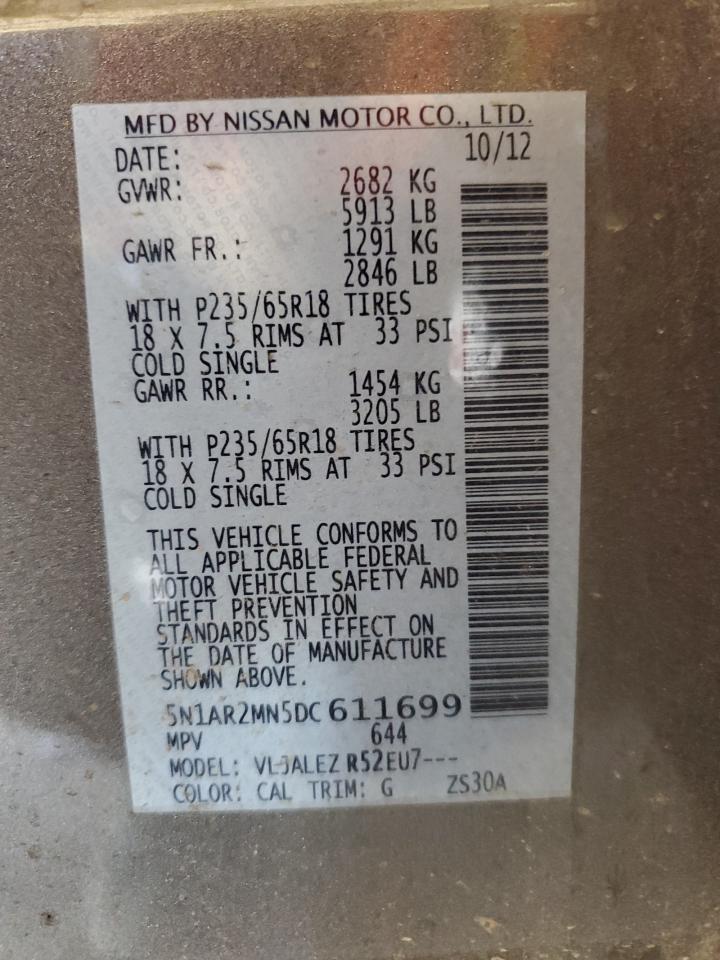 MFD BY NISSAN MOTOR CO., LTD.
DATE: 10/12
GVWR: 2682 KG
5913 LB
GAWR FR.: 1291 KG
2846 LB
WITH P235/65R18 TIRES
18 X 7.5 RIMS AT 33 PSI
COLD SINGLE
GAWR RR.: 1454 KG
3205 LB
WITH P235/65R18 TIRES
18 X 7.5 RIMS AT 33 PSI
COLD SINGLE
THIS VEHICLE CONFORMS TO
ALL APPLICABLE FEDERAL
MOTOR VEHICLE SAFETY AND
THEFT PREVENTION
STANDARDS IN EFFECT ON
THE DATE OF MANUFACTURE
SHOWN ABOVE.
5N1AR2MN5DC 611699
MPV 644
MODEL: VLJALEZ R52EU7---
COLOR: CAL TRIM: G ZS30A